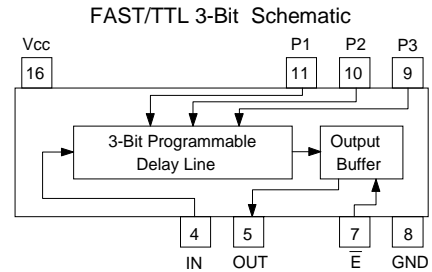 FAST/TTL 3-Bit Schematic
Vcc P1 P2 P3
16 11 10 9
3-Bit Programmable
Delay Line
Output
Buffer
4 5 7 8
IN OUT E̅ GND